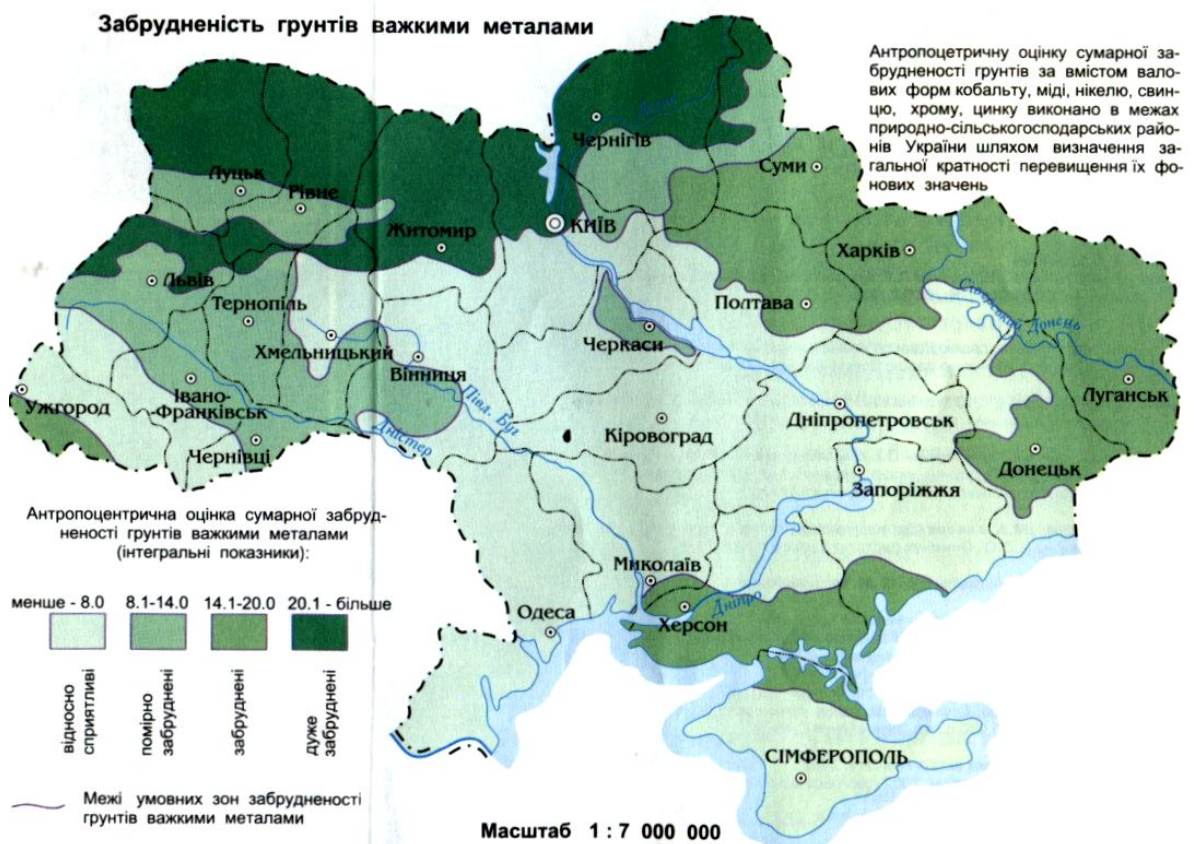 Забрудненість грунтів важкими металами
Антропоцетричну оцінку сумарної за-
брудненості грунтів за вмістом вало-
вих форм кобальту, міді, нікелю, свин-
цю, хрому, цинку виконано в межах
природно-сільськогосподарських райо-
нів України шляхом визначення за-
гальної кратності перевищення їх фо-
нових значень
Десна
Чернігів
Суми
Луцьк
Рівне
Житомир
КИЇВ
Харків
Львів
Тернопіль
Полтава
Сіверський Донець
Хмельницький
Черкаси
Вінниця
Ужгород
Івано-
Франківськ
Півд. Буг
Луганськ
Дніпропетровськ
Кіровоград
Дністер
Чернівці
Донецьк
Запоріжжя
Миколаїв
Одеса
Херсон
Дніпро
СІМФЕРОПОЛЬ
Антропоцентрична оцінка сумарної забруд-
неності грунтів важкими металами
(інтегральні показники):
менше - 8.0 8.1-14.0 14.1-20.0 20.1 - більше
відносно
сприятливі
помірно
забруднені
забруднені
дуже
забруднені
Межі умовних зон забрудненості
грунтів важкими металами
Масштаб 1 : 7 000 000